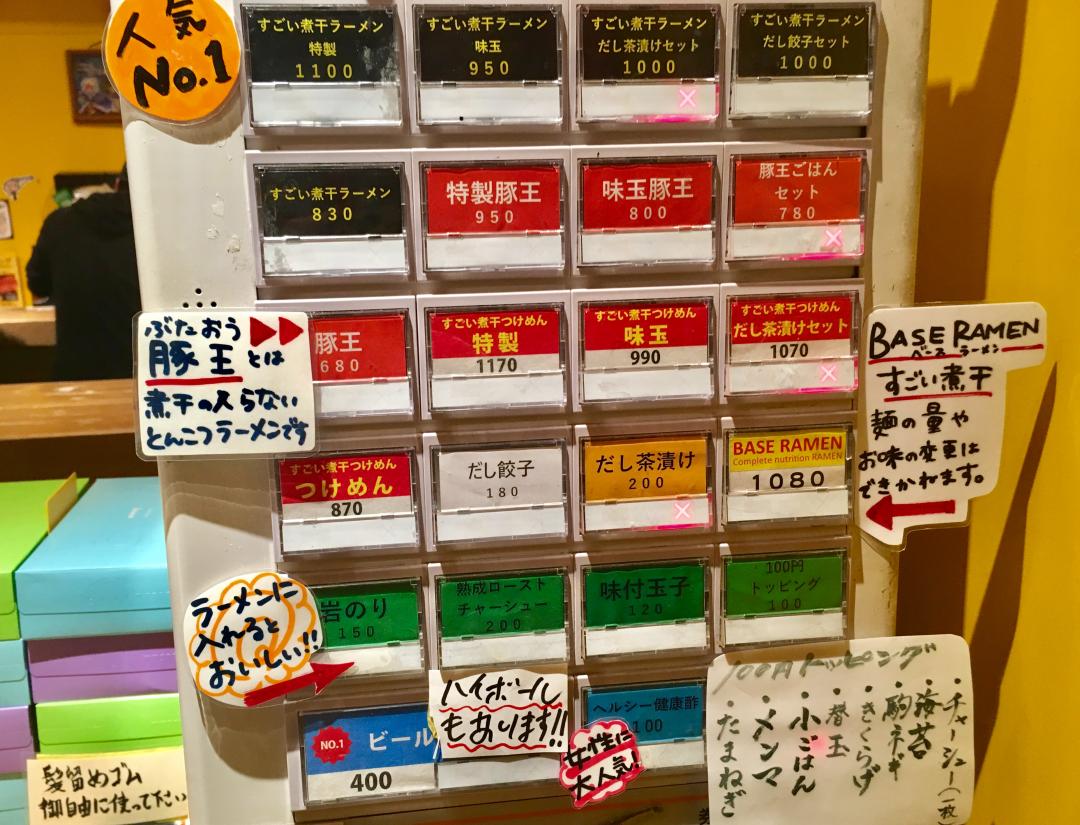 人気
No.1
すごい煮干ラーメン
特製
1100
すごい煮干ラーメン
味玉
950
すごい煮干ラーメン
だし茶漬けセット
1000
すごい煮干ラーメン
だし餃子セット
1000
すごい煮干ラーメン
830
特製豚王
950
味玉豚王
800
豚王ごはん
セット
780
ぶたおう
豚王とは
煮干の入らない
とんこつラーメンです
豚王
680
すごい煮干つけめん
特製
1170
すごい煮干つけめん
味玉
990
すごい煮干つけめん
だし茶漬けセット
1070
BASE RAMEN
ベースラーメン
すごい煮干
麺の量や
お味の変更は
できかねます。
すごい煮干つけめん
つけめん
870
だし餃子
180
だし茶漬け
200
BASE RAMEN
Complete nutrition RAMEN
1080
ラーメンに
入れると
おいしい!!
岩のり
150
熟成ロースト
チャーシュー
200
味付玉子
120
100円
トッピング
100
NO.1
ビール
400
ハイボール
もあります!!
ヘルシー健康酢
100
女性に
大人気!
100円トッピング
・チャーシュー(一枚)
・海苔
・駒ネギ
・きくらげ
・替玉
・小ごはん
・メンマ
・たまねぎ
髪留めゴム
御自由に使って下さい